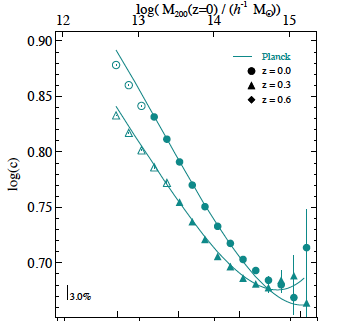 log( M200(z=0) / (h⁻¹ M⊙))
12 13 14 15
0.90
Planck
z = 0.0
z = 0.3
z = 0.6
0.85
0.80
log(c)
0.75
0.70
3.0%